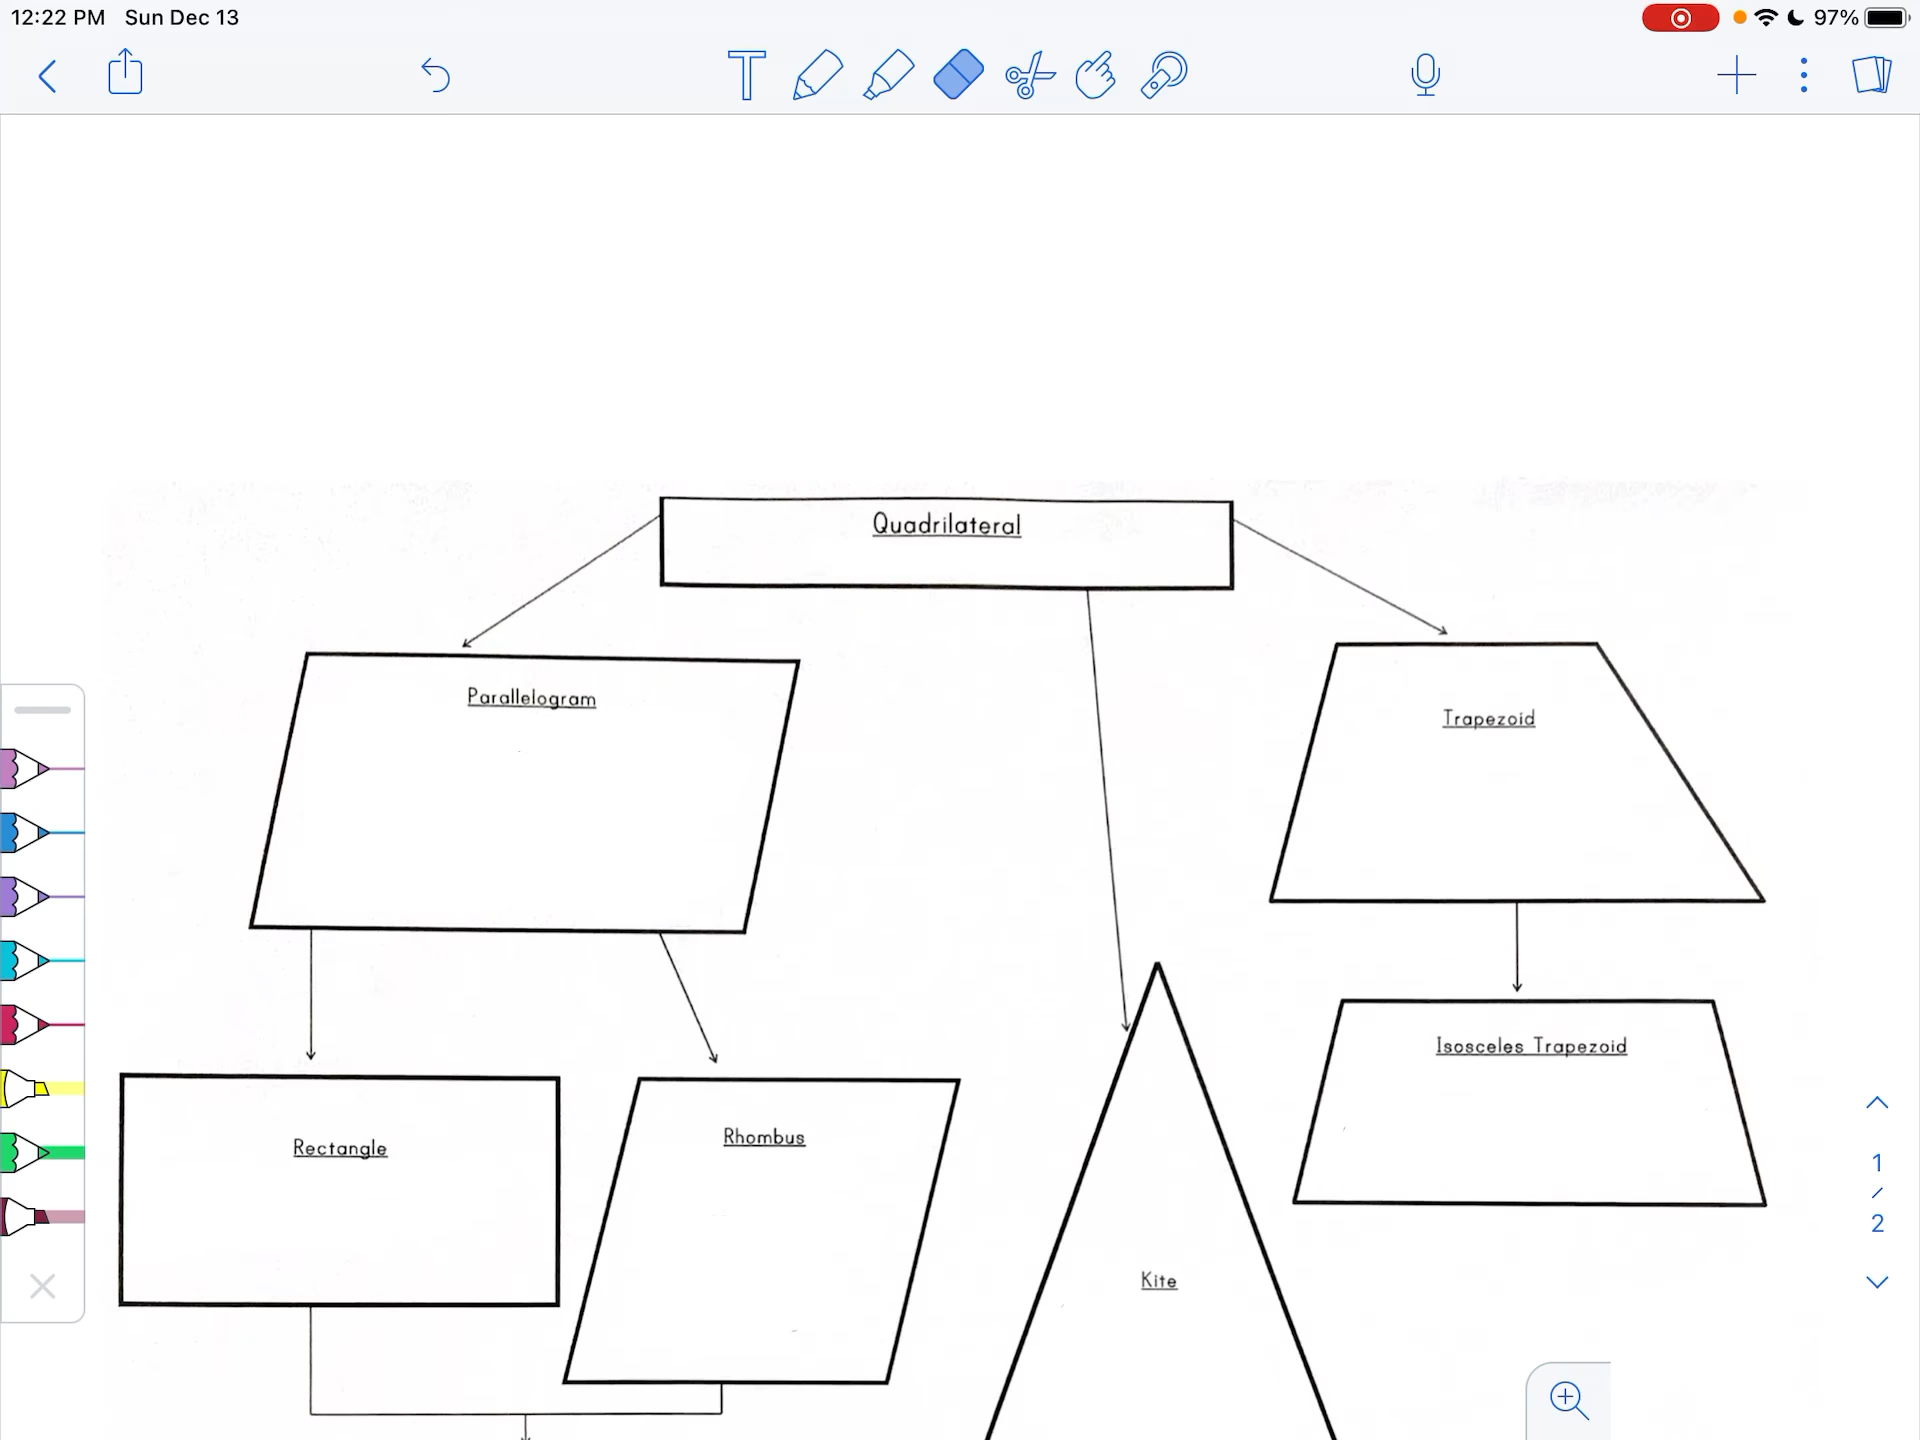 12:22 PM Sun Dec 13
97%
Quadrilateral
Parallelogram
Trapezoid
Isosceles Trapezoid
Rectangle
Rhombus
Kite
1
/
2